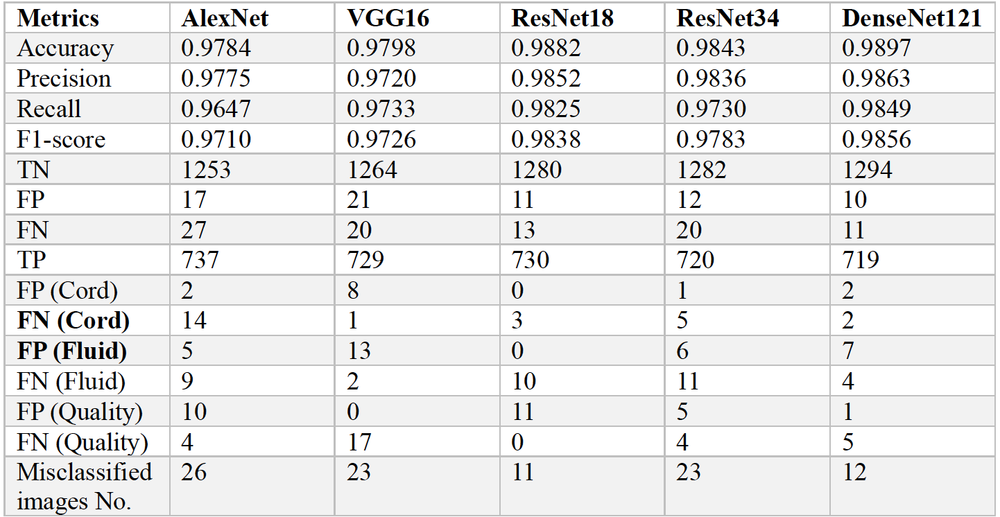 Metrics AlexNet VGG16 ResNet18 ResNet34 DenseNet121
Accuracy 0.9784 0.9798 0.9882 0.9843 0.9897
Precision 0.9775 0.9720 0.9852 0.9836 0.9863
Recall 0.9647 0.9733 0.9825 0.9730 0.9849
F1-score 0.9710 0.9726 0.9838 0.9783 0.9856
TN 1253 1264 1280 1282 1294
FP 17 21 11 12 10
FN 27 20 13 20 11
TP 737 729 730 720 719
FP (Cord) 2 8 0 1 2
FN (Cord) 14 1 3 5 2
FP (Fluid) 5 13 0 6 7
FN (Fluid) 9 2 10 11 4
FP (Quality) 10 0 11 5 1
FN (Quality) 4 17 0 4 5
Misclassified 26 23 11 23 12
images No.